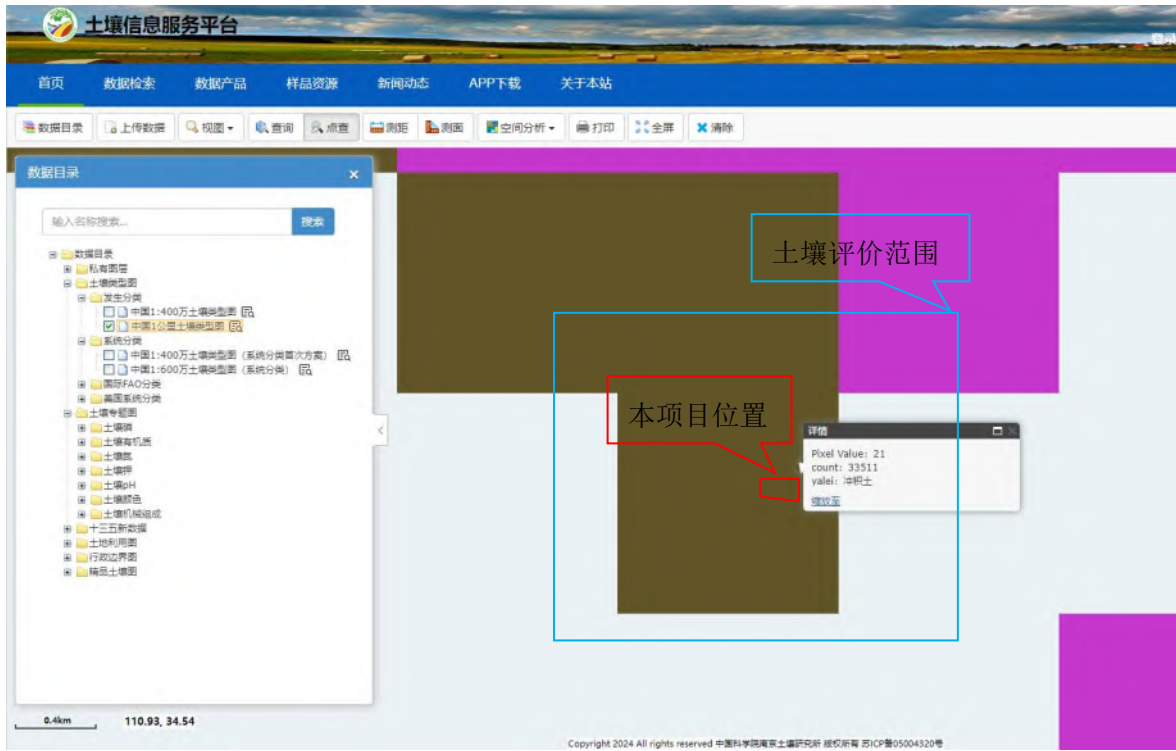 土壤信息服务平台
登录
首页 数据检索 数据产品 样品资源 新闻动态 APP下载 关于本站
数据目录 上传数据 视图 查询 点查 测距 测面 空间分析 打印 全屏 清除
数据目录
输入名称搜索... 搜索
数据目录
私有图层
土壤类型图
发生分类
中国1:400万土壤类型图
中国1公里土壤类型图
系统分类
中国1:400万土壤类型图（系统分类首次方案）
中国1:600万土壤类型图（系统分类）
国际FAO分类
美国系统分类
土壤专题图
土壤磷
土壤有机质
土壤氮
土壤钾
土壤pH
土壤颜色
土壤机械组成
十三五新数据
土地利用图
行政边界图
精品土壤图
土壤评价范围
本项目位置
详情
Pixel Value: 21
count: 33511
yalei: 冲积土
缩放至
0.4km 110.93, 34.54
Copyright 2024 All rights reserved 中国科学院南京土壤研究所 版权所有 苏ICP备05004320号